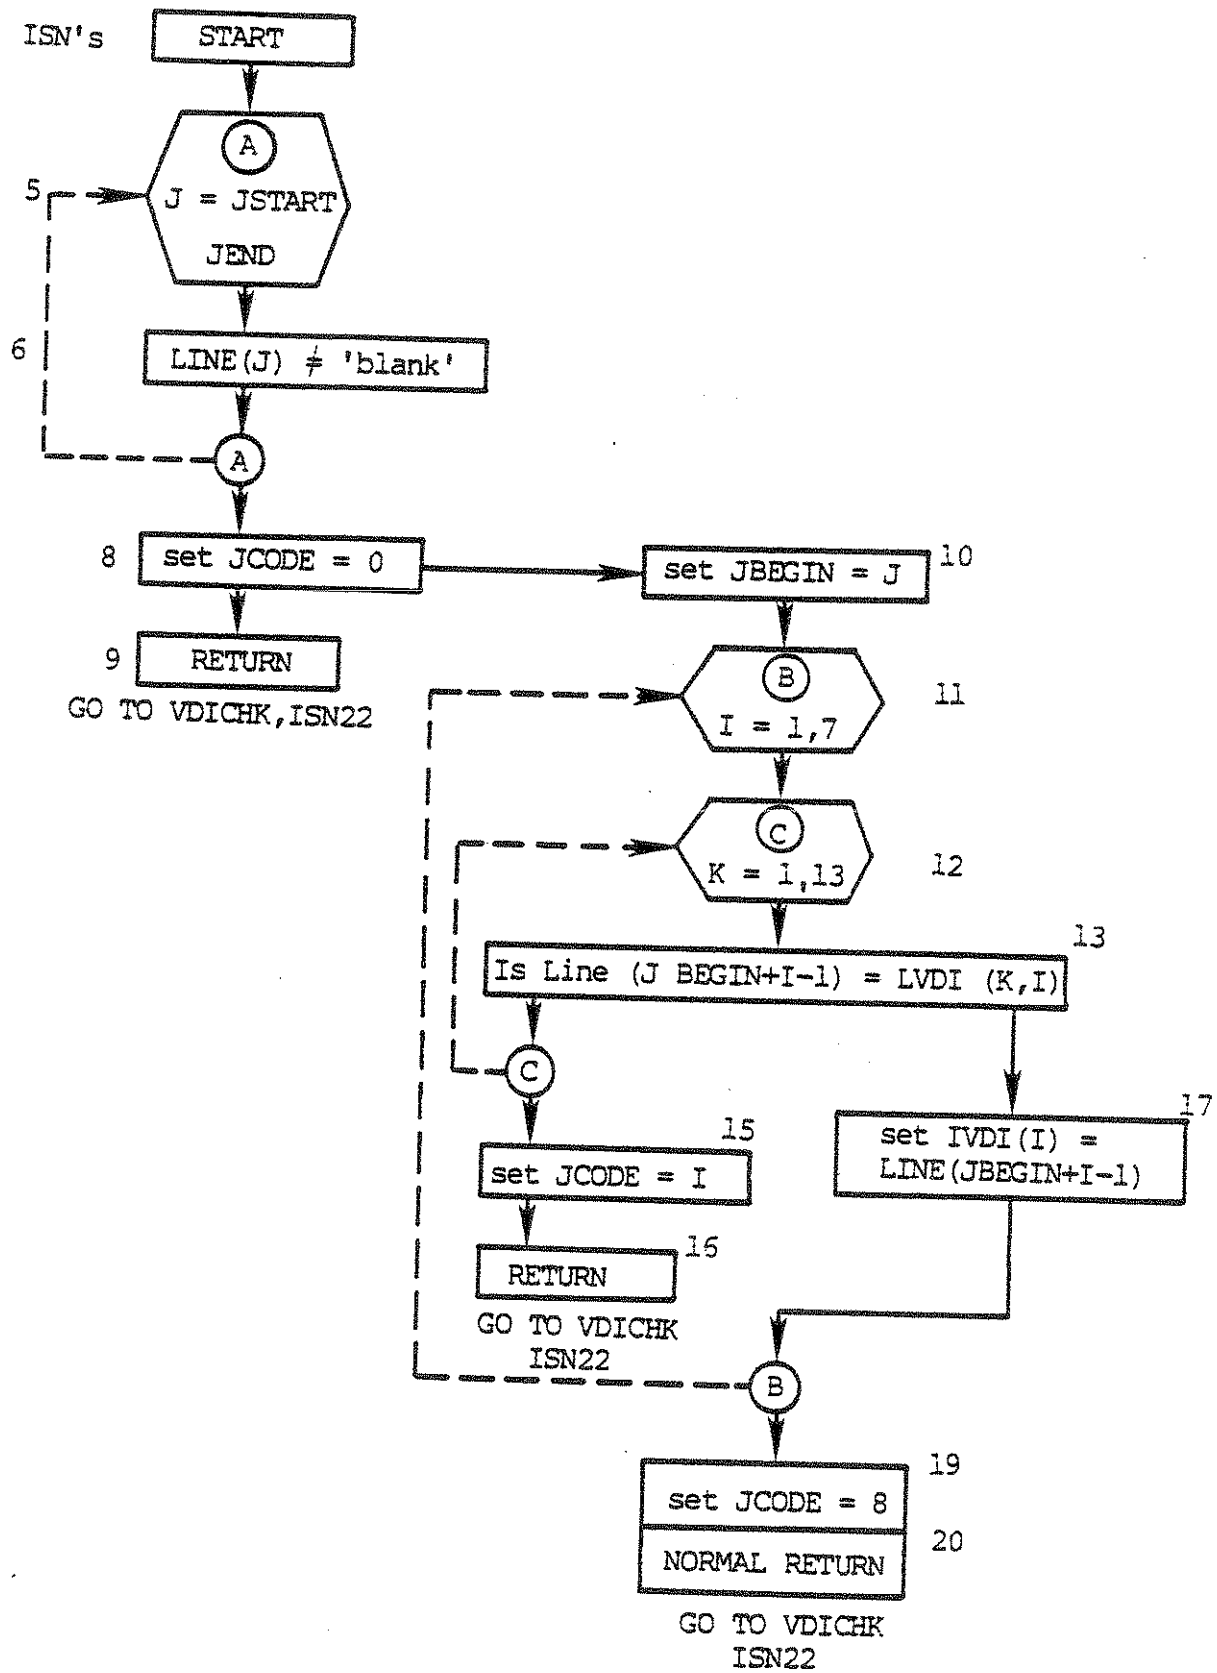 ISN's
START
A
5
J = JSTART
JEND
6
LINE(J) ≠ 'blank'
A
8
set JCODE = 0
set JBEGIN = J
10
9
RETURN
GO TO VDICHK,ISN22
B
11
I = 1,7
C
12
K = 1,13
13
Is Line (J BEGIN+I-1) = LVDI (K,I)
C
15
set JCODE = I
17
set IVDI(I) =
LINE(JBEGIN+I-1)
16
RETURN
GO TO VDICHK
ISN22
B
19
set JCODE = 8
20
NORMAL RETURN
GO TO VDICHK
ISN22